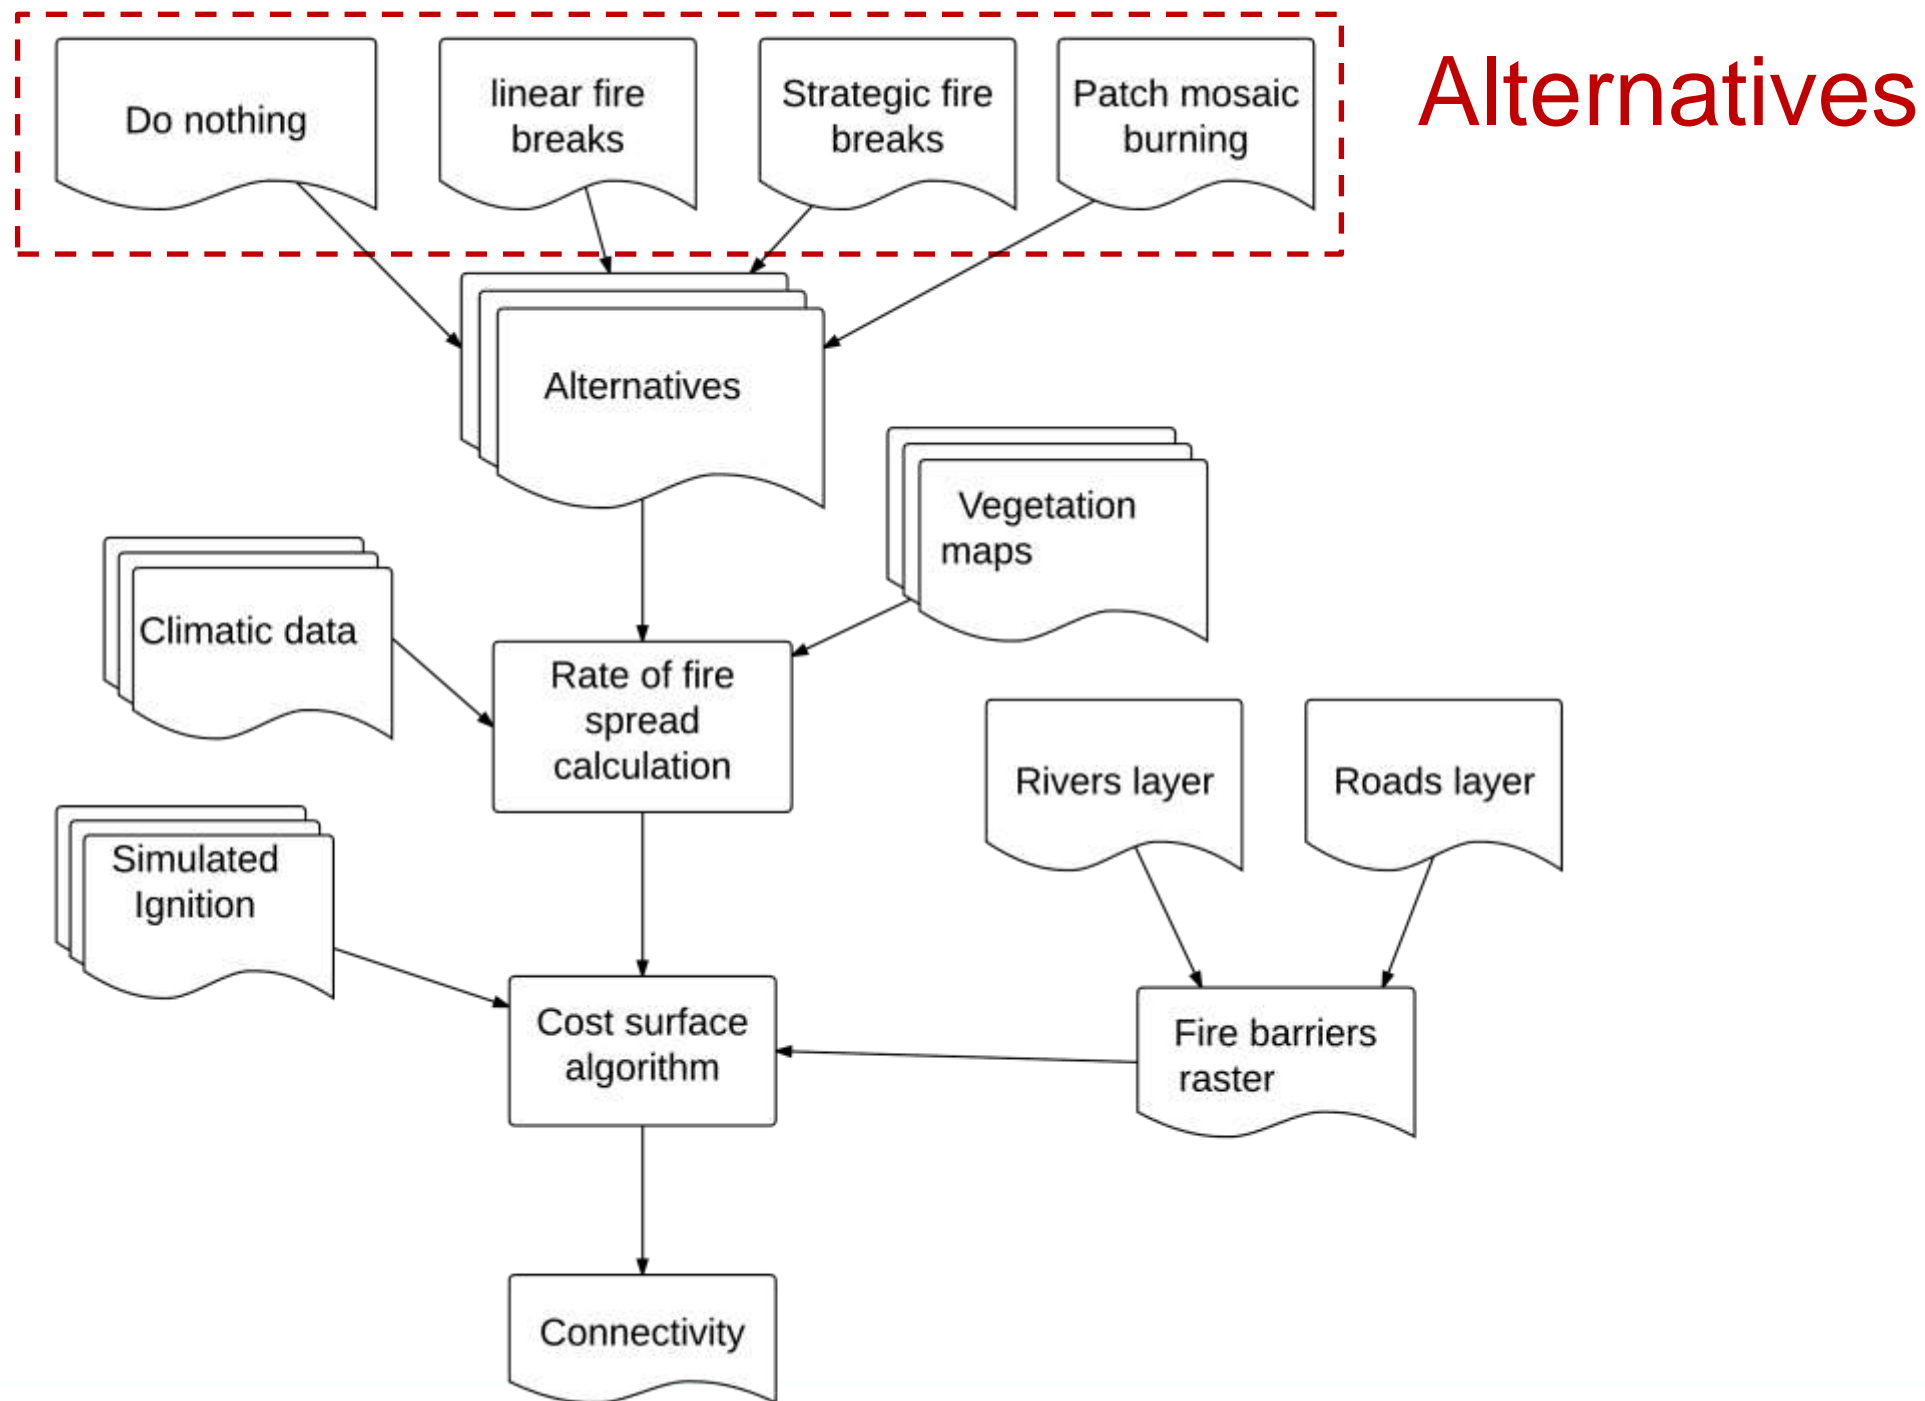 Alternatives
Do nothing
linear fire
breaks
Strategic fire
breaks
Patch mosaic
burning
Alternatives
Vegetation
maps
Climatic data
Rate of fire
spread
calculation
Rivers layer
Roads layer
Simulated
Ignition
Cost surface
algorithm
Fire barriers
raster
Connectivity